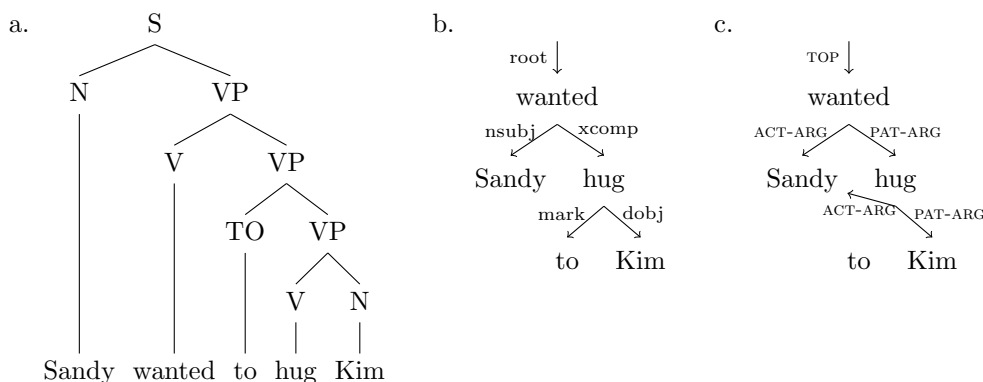 a.
S
N VP
V VP
TO VP
V N
Sandy wanted to hug Kim
b.
root
wanted
nsubj xcomp
Sandy hug
mark dobj
to Kim
c.
TOP
wanted
ACT-ARG PAT-ARG
Sandy hug
ACT-ARG PAT-ARG
to Kim